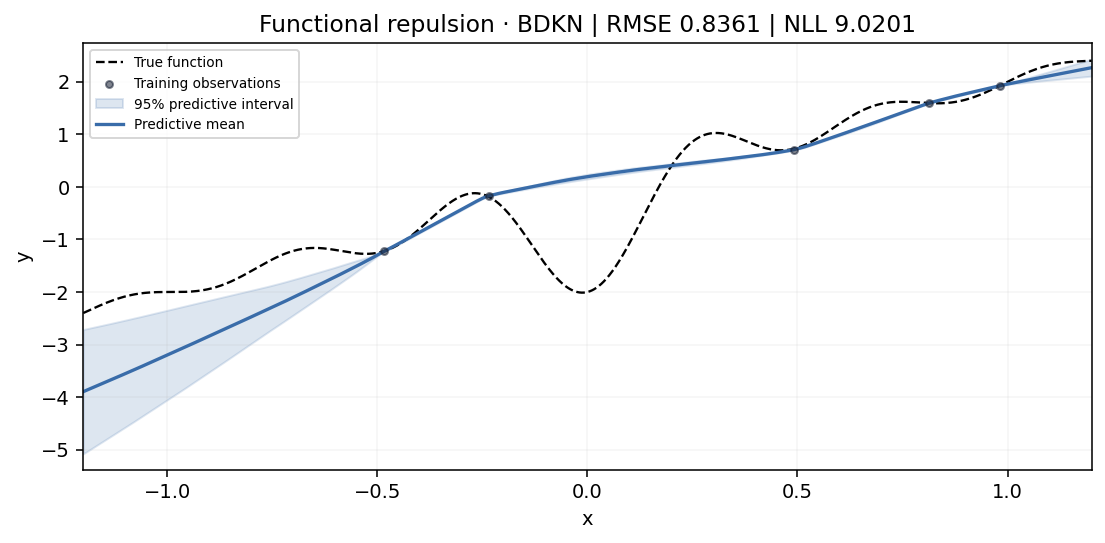 Functional repulsion · BDKN | RMSE 0.8361 | NLL 9.0201
True function
Training observations
95% predictive interval
Predictive mean
2
1
0
−1
−2
−3
−4
−5
y
−1.0 −0.5 0.0 0.5 1.0
x